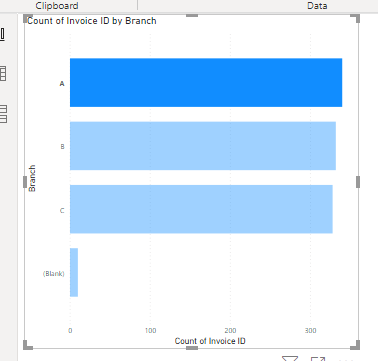 Clipboard Data
Count of Invoice ID by Branch
A
B
C
(Blank)
Branch
0 100 200 300
Count of Invoice ID